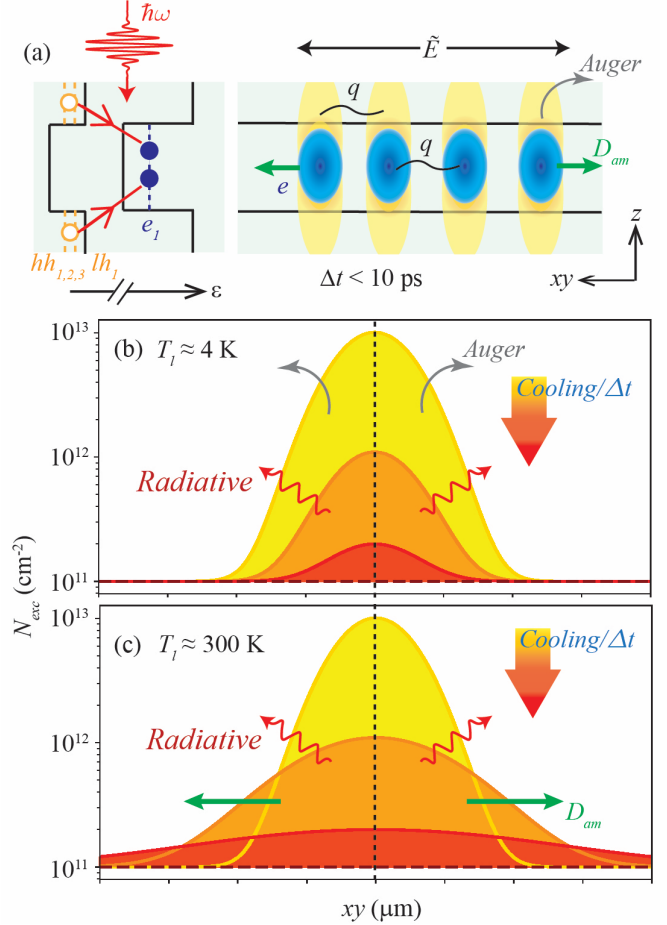 (a)
ħω
Ẽ
Auger
q
q
e
D_am
e_1
hh_1,2,3 lh_1
ε
Δt < 10 ps
z
xy
(b) T_l ≈ 4 K
Auger
Cooling/Δt
Radiative
10^13
10^12
10^11
N_exc (cm^-2)
(c) T_l ≈ 300 K
Cooling/Δt
Radiative
D_am
10^13
10^12
10^11
xy (μm)